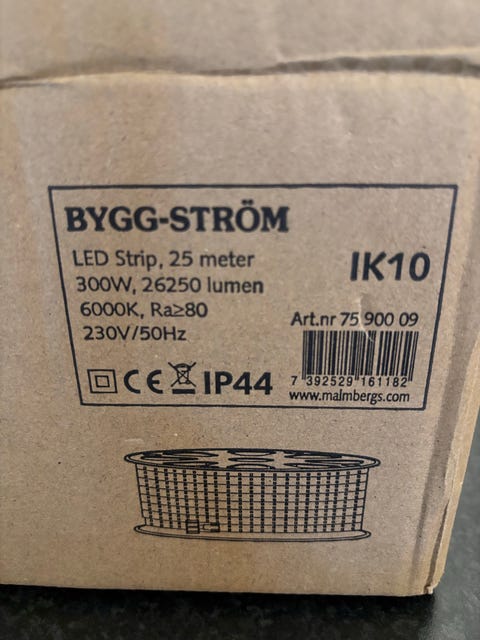 BYGG-STRÖM
LED Strip, 25 meter
300W, 26250 lumen
6000K, Ra≥80
230V/50Hz
IK10
Art.nr 75 900 09
7 392529 161182
www.malmbergs.com
CE IP44